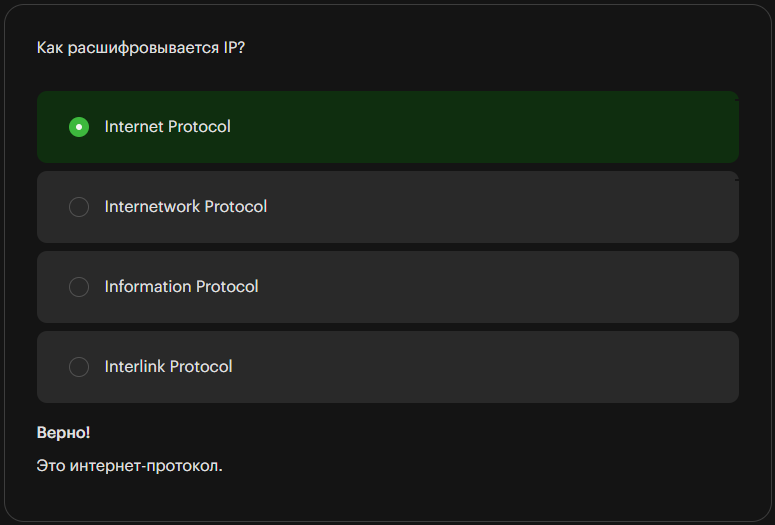 Как расшифровывается IP?
Internet Protocol
Internetwork Protocol
Information Protocol
Interlink Protocol
Верно!
Это интернет-протокол.